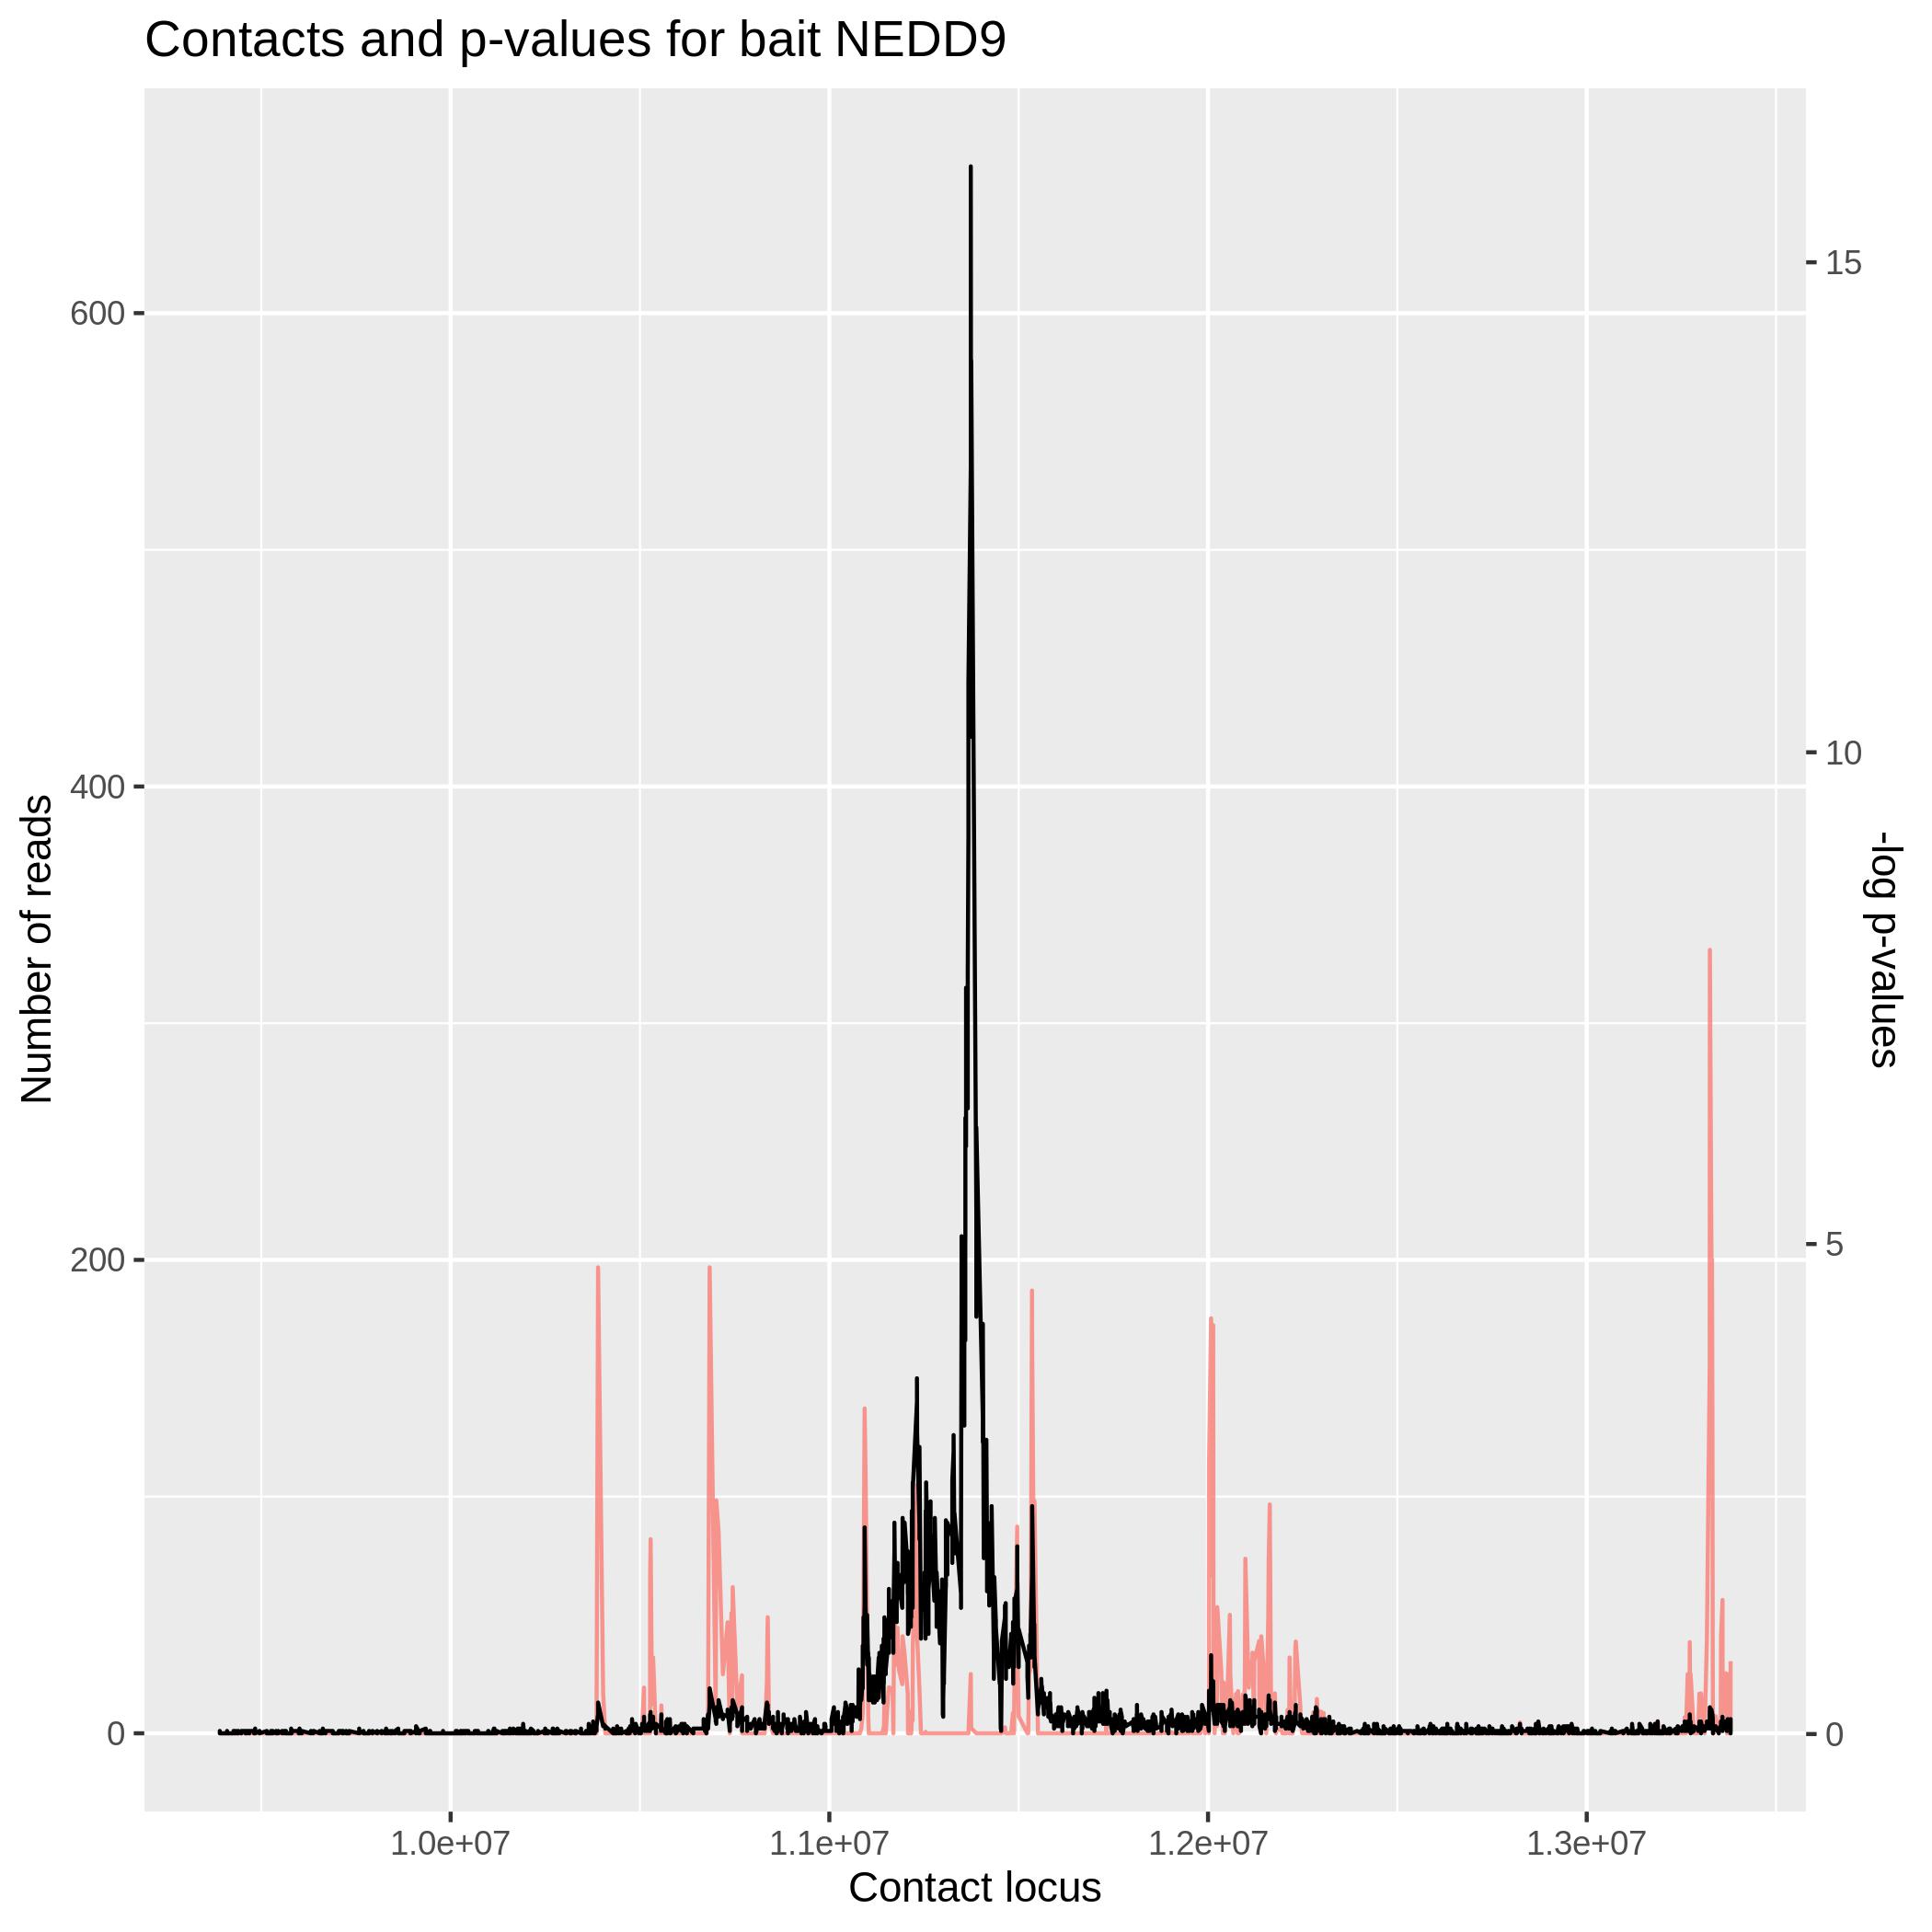 Contacts and p-values for bait NEDD9
600
400
200
0
15
10
5
0
Number of reads
-log p-values
1.0e+07
1.1e+07
1.2e+07
1.3e+07
Contact locus